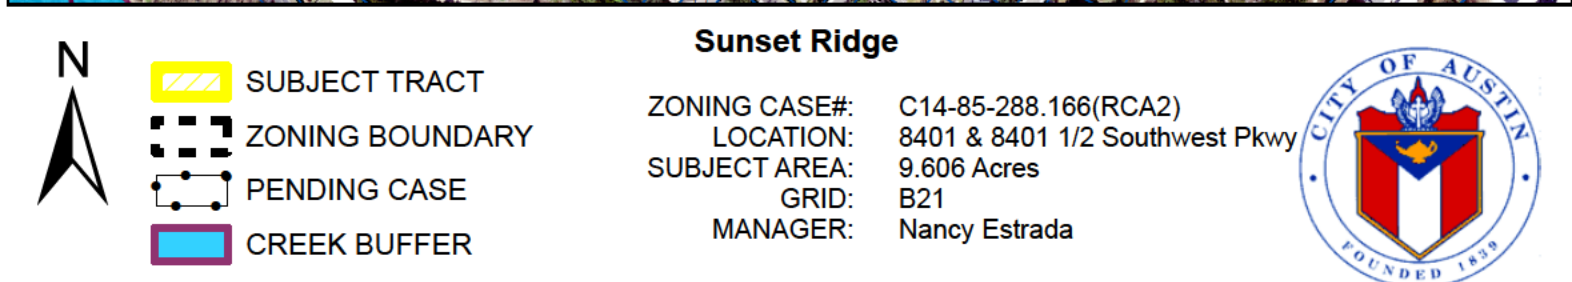 Sunset Ridge
N
SUBJECT TRACT
ZONING BOUNDARY
PENDING CASE
CREEK BUFFER
ZONING CASE#: C14-85-288.166(RCA2)
LOCATION: 8401 & 8401 1/2 Southwest Pkwy
SUBJECT AREA: 9.606 Acres
GRID: B21
MANAGER: Nancy Estrada
CITY OF AUSTIN
FOUNDED 1839